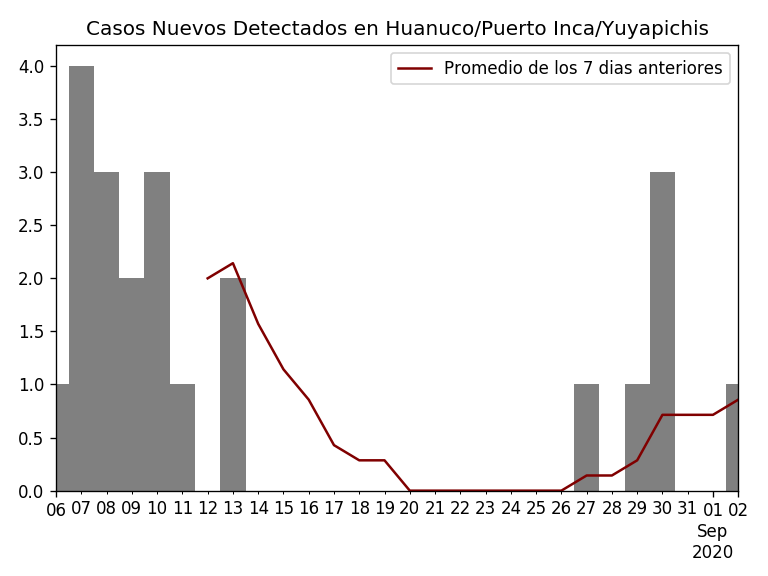 Casos Nuevos Detectados en Huanuco/Puerto Inca/Yuyapichis
Promedio de los 7 dias anteriores
4.0
3.5
3.0
2.5
2.0
1.5
1.0
0.5
0.0
06 07 08 09 10 11 12 13 14 15 16 17 18 19 20 21 22 23 24 25 26 27 28 29 30 31 01 02
Sep
2020